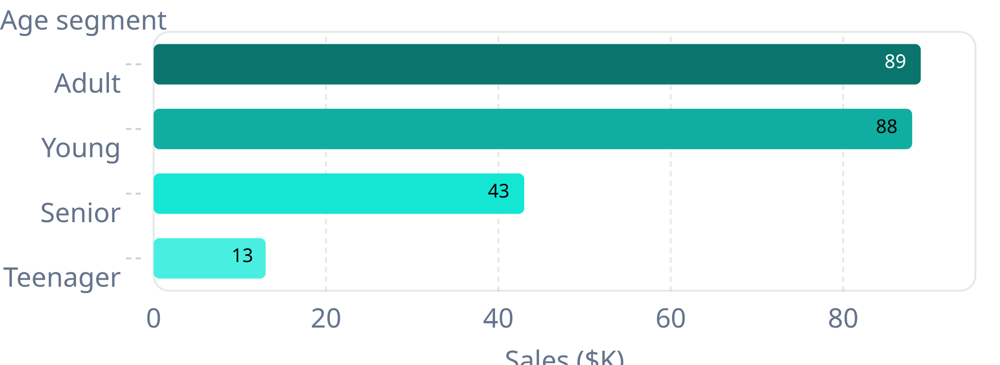 Age segment
Adult
89
Young
88
Senior
43
Teenager
13
0 20 40 60 80
Sales ($K)